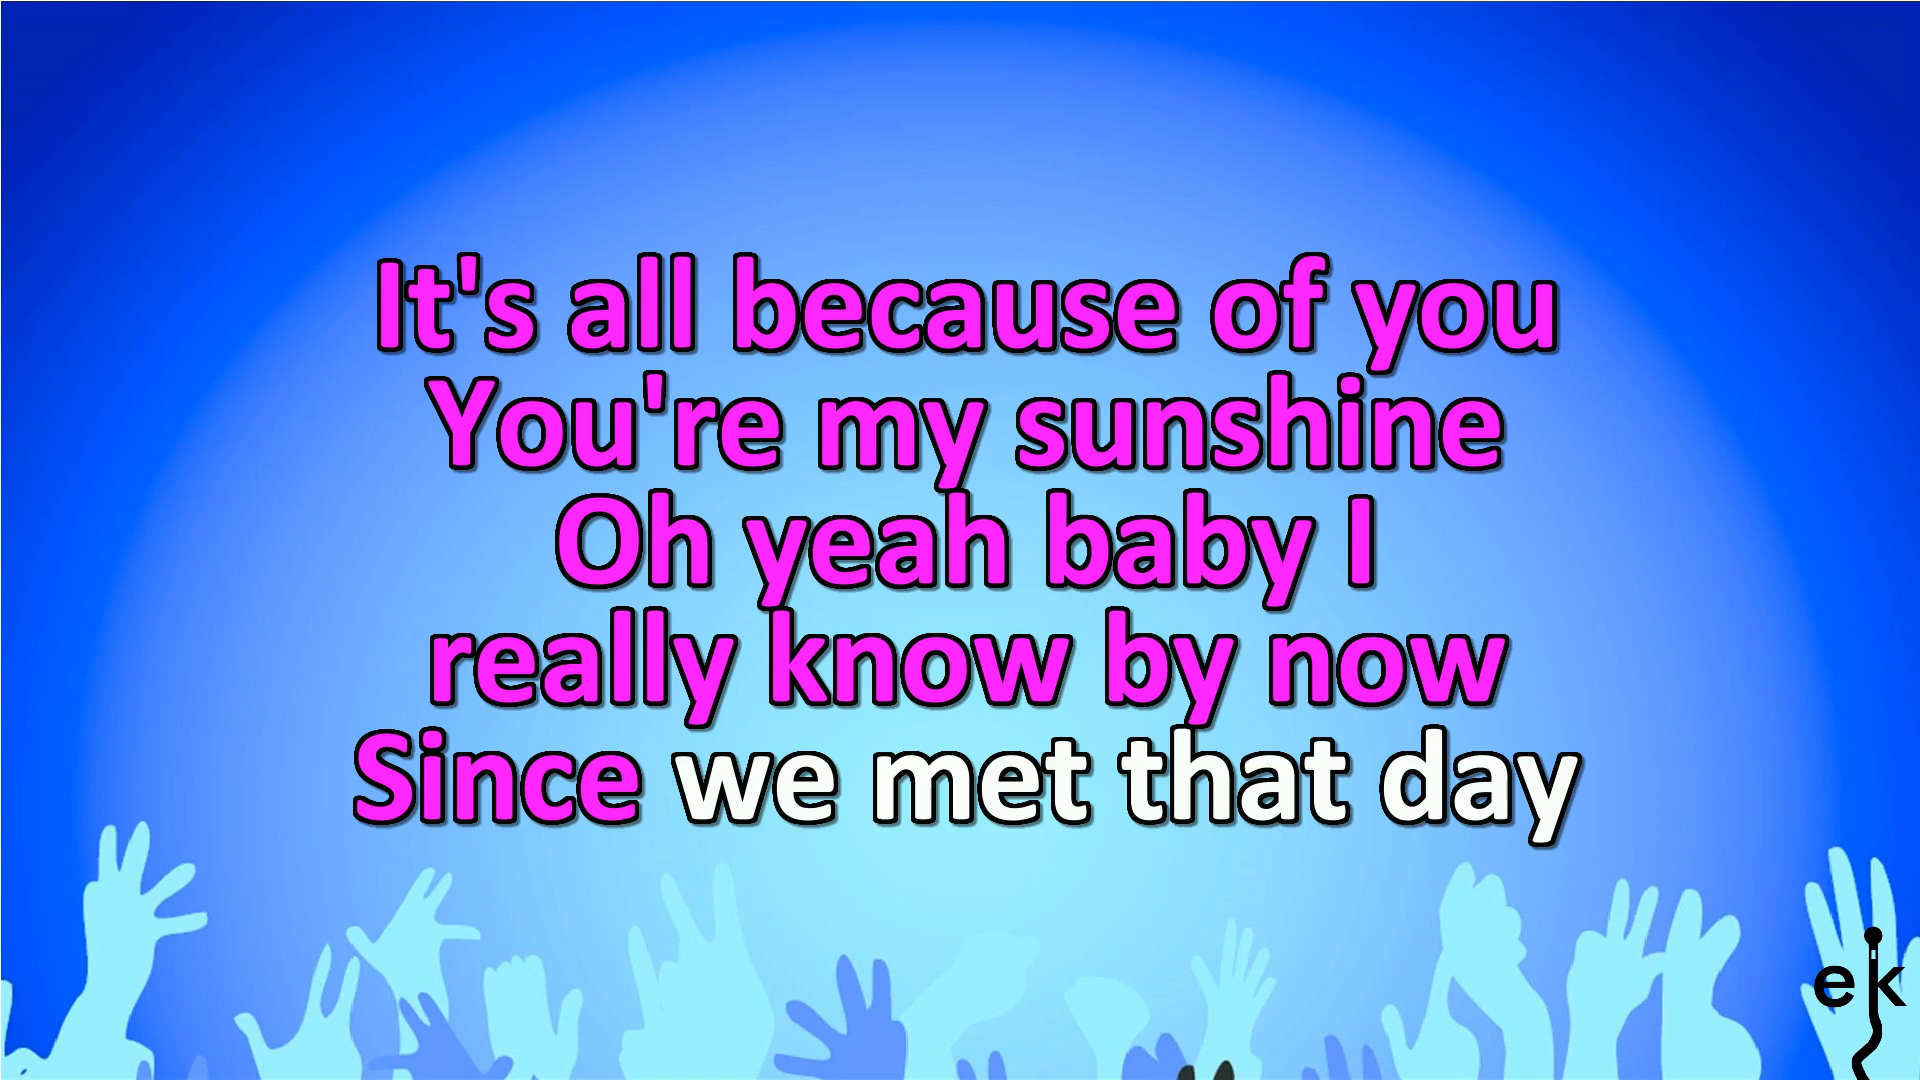 It's all because of you
You're my sunshine
Oh yeah baby I
really know by now
Since we met that day
ek